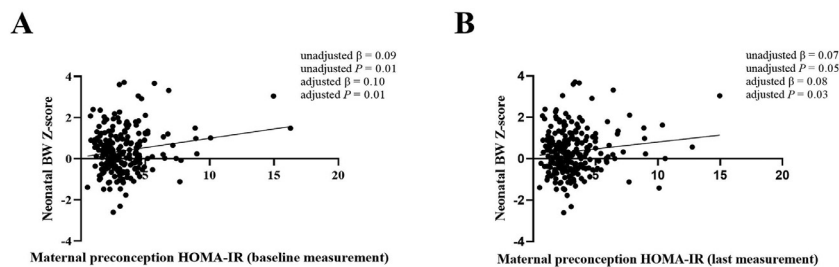 A
unadjusted β = 0.09
unadjusted P = 0.01
adjusted β = 0.10
adjusted P = 0.01
Neonatal BW Z-score
4
2
0
-2
-4
5
10
15
20
Maternal preconception HOMA-IR (baseline measurement)
B
unadjusted β = 0.07
unadjusted P = 0.05
adjusted β = 0.08
adjusted P = 0.03
Neonatal BW Z-score
4
2
0
-2
-4
5
10
15
20
Maternal preconception HOMA-IR (last measurement)